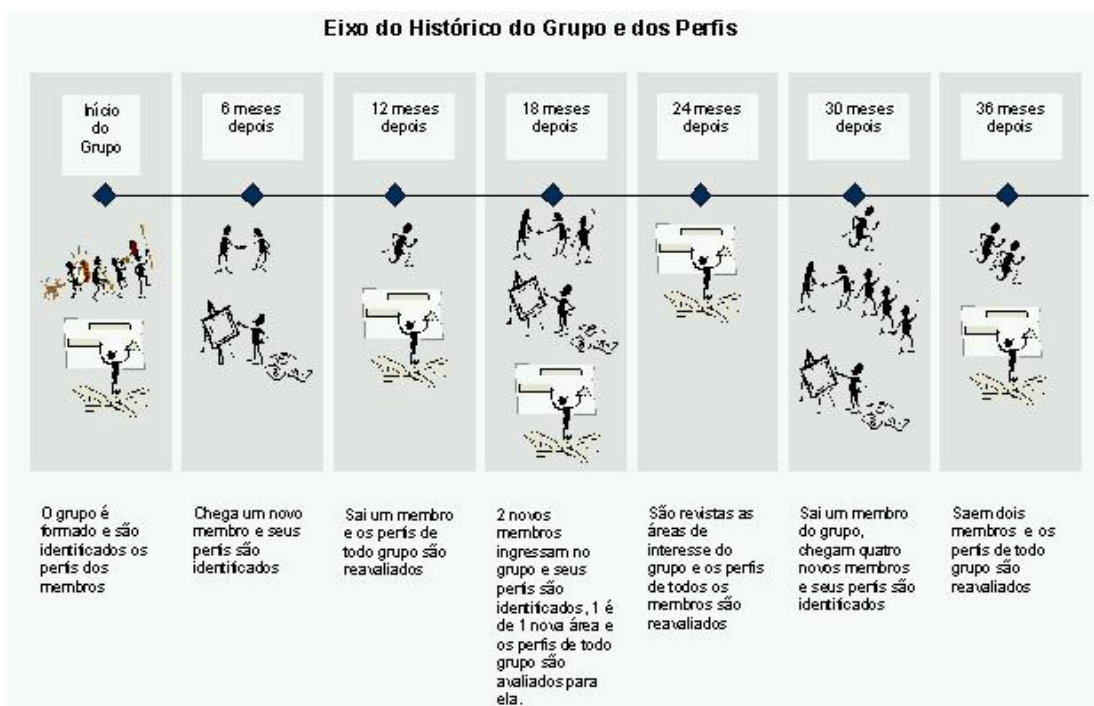 Eixo do Histórico do Grupo e dos Perfis
Início
do
Grupo
6 meses
depois
12 meses
depois
18 meses
depois
24 meses
depois
30 meses
depois
36 meses
depois
O grupo é
formado e são
identificados os
perfis dos
membros
Chega um novo
membro e seus
perfis são
identificados
Sai um membro
e os perfis de
todo grupo são
reavaliados
2 novos
membros
ingressam no
grupo e seus
perfis são
identificados, 1 é
de 1 nova área e
os perfis de todo
grupo são
avaliados para
ela.
São revistas as
áreas de
interesse do
grupo e os perfis
de todos os
membros são
reavaliados
Sai um membro
do grupo,
chegam quatro
novos membros
e seus perfis são
identificados
Saem dois
membros e os
perfis de todo
grupo são
reavaliados